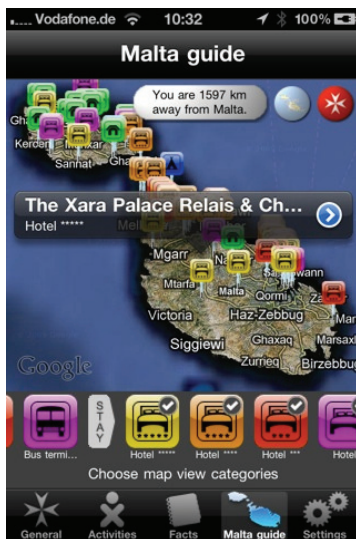 Vodafone.de 10:32 100%
Malta guide
You are 1597 km
away from Malta.
Sannat
The Xara Palace Relais & Ch...
Hotel *****
Mgarr
Mtarfa
Malta
Qormi
Victoria
Haz-Zebbug
Siggiewi
Ghaxaq
Zurrieq
Birzebbug
Google
STAY
Bus termi...
Hotel *****
Hotel ****
Hotel ***
Hotel
Choose map view categories
General
Activities
Facts
Malta guide
Settings